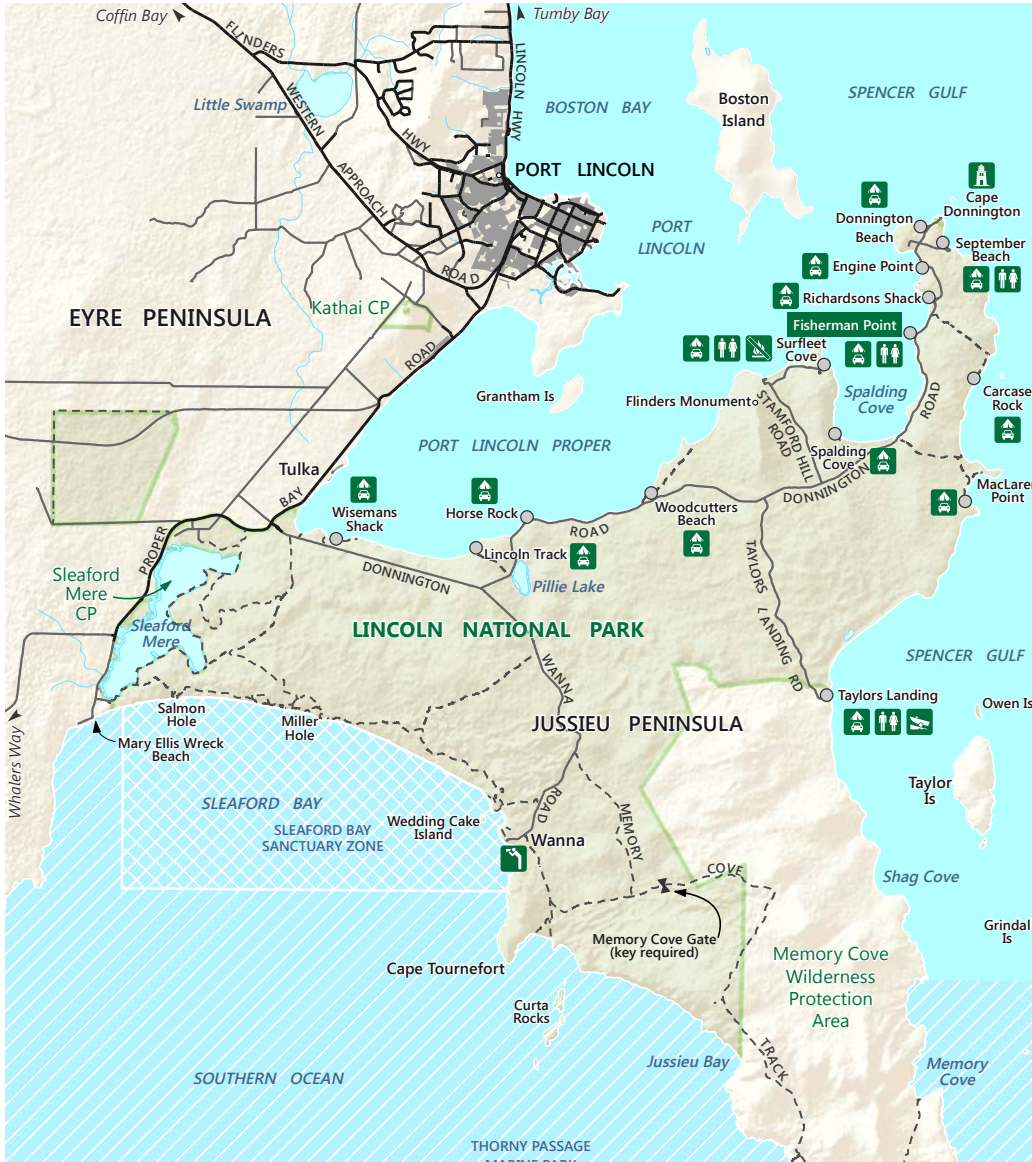 Coffin Bay
Tumby Bay
FLINDERS
HWY
LINCOLN HWY
Little Swamp
WESTERN
APPROACH
ROAD
BOSTON BAY
Boston
Island
SPENCER GULF
PORT LINCOLN
PORT
LINCOLN
Cape
Donnington
Donnington
Beach
September
Beach
Engine Point
Richardsons Shack
Fisherman Point
Surfleet
Cove
EYRE PENINSULA
Kathai CP
ROAD
Grantham Is
Flinders Monument
STAMFORD HILL
ROAD
Spalding
Cove
ROAD
Carcase
Rock
PORT LINCOLN PROPER
Spalding
Cove
Tulka
BAY
DONNINGTON
MacLaren
Point
Wisemans
Shack
Horse Rock
ROAD
Woodcutters
Beach
PROPER
Lincoln Track
DONNINGTON
Pillie Lake
TAYLORS LANDING RD
Sleaford
Mere
CP
Sleaford
Mere
LINCOLN NATIONAL PARK
WANNA
SPENCER GULF
Taylors Landing
Owen Is
Salmon
Hole
Miller
Hole
JUSSIEU PENINSULA
Mary Ellis Wreck
Beach
Whalers Way
Taylor
Is
SLEAFORD BAY
SLEAFORD BAY
SANCTUARY ZONE
Wedding Cake
Island
ROAD
Wanna
MEMORY
COVE
Shag Cove
Memory Cove Gate
(key required)
Grindal
Is
Cape Tournefort
Memory Cove
Wilderness
Protection
Area
Curta
Rocks
Jussieu Bay
TRACK
Memory
Cove
SOUTHERN OCEAN
THORNY PASSAGE
MARINE PARK